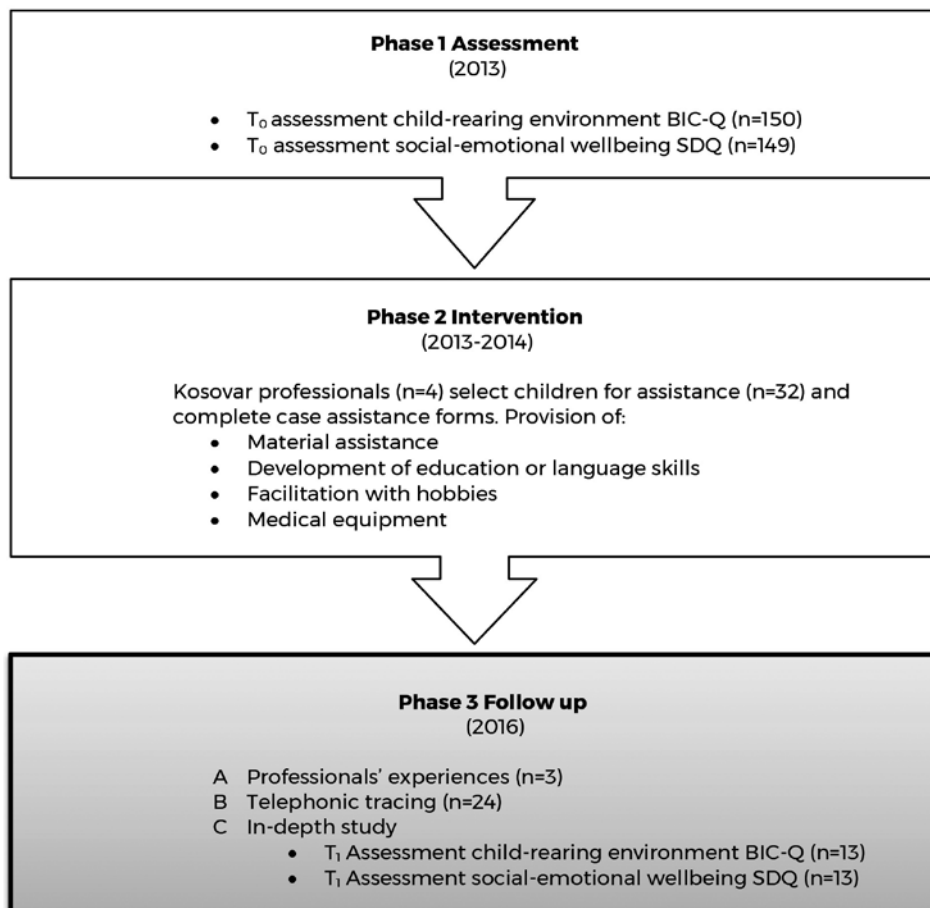 Phase 1 Assessment
(2013)
• T₀ assessment child-rearing environment BIC-Q (n=150)
• T₀ assessment social-emotional wellbeing SDQ (n=149)
Phase 2 Intervention
(2013-2014)
Kosovar professionals (n=4) select children for assistance (n=32) and
complete case assistance forms. Provision of:
• Material assistance
• Development of education or language skills
• Facilitation with hobbies
• Medical equipment
Phase 3 Follow up
(2016)
A Professionals’ experiences (n=3)
B Telephonic tracing (n=24)
C In-depth study
• T₁ Assessment child-rearing environment BIC-Q (n=13)
• T₁ Assessment social-emotional wellbeing SDQ (n=13)